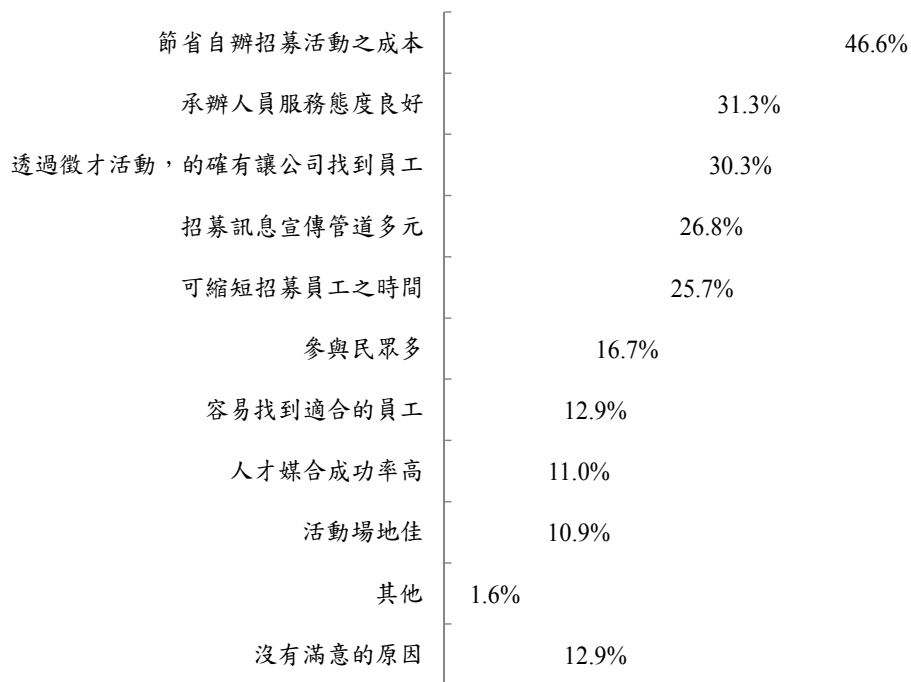 節省自辦招募活動之成本 46.6%
承辦人員服務態度良好 31.3%
透過徵才活動，的確有讓公司找到員工 30.3%
招募訊息宣傳管道多元 26.8%
可縮短招募員工之時間 25.7%
參與民眾多 16.7%
容易找到適合的員工 12.9%
人才媒合成功率高 11.0%
活動場地佳 10.9%
其他 1.6%
沒有滿意的原因 12.9%